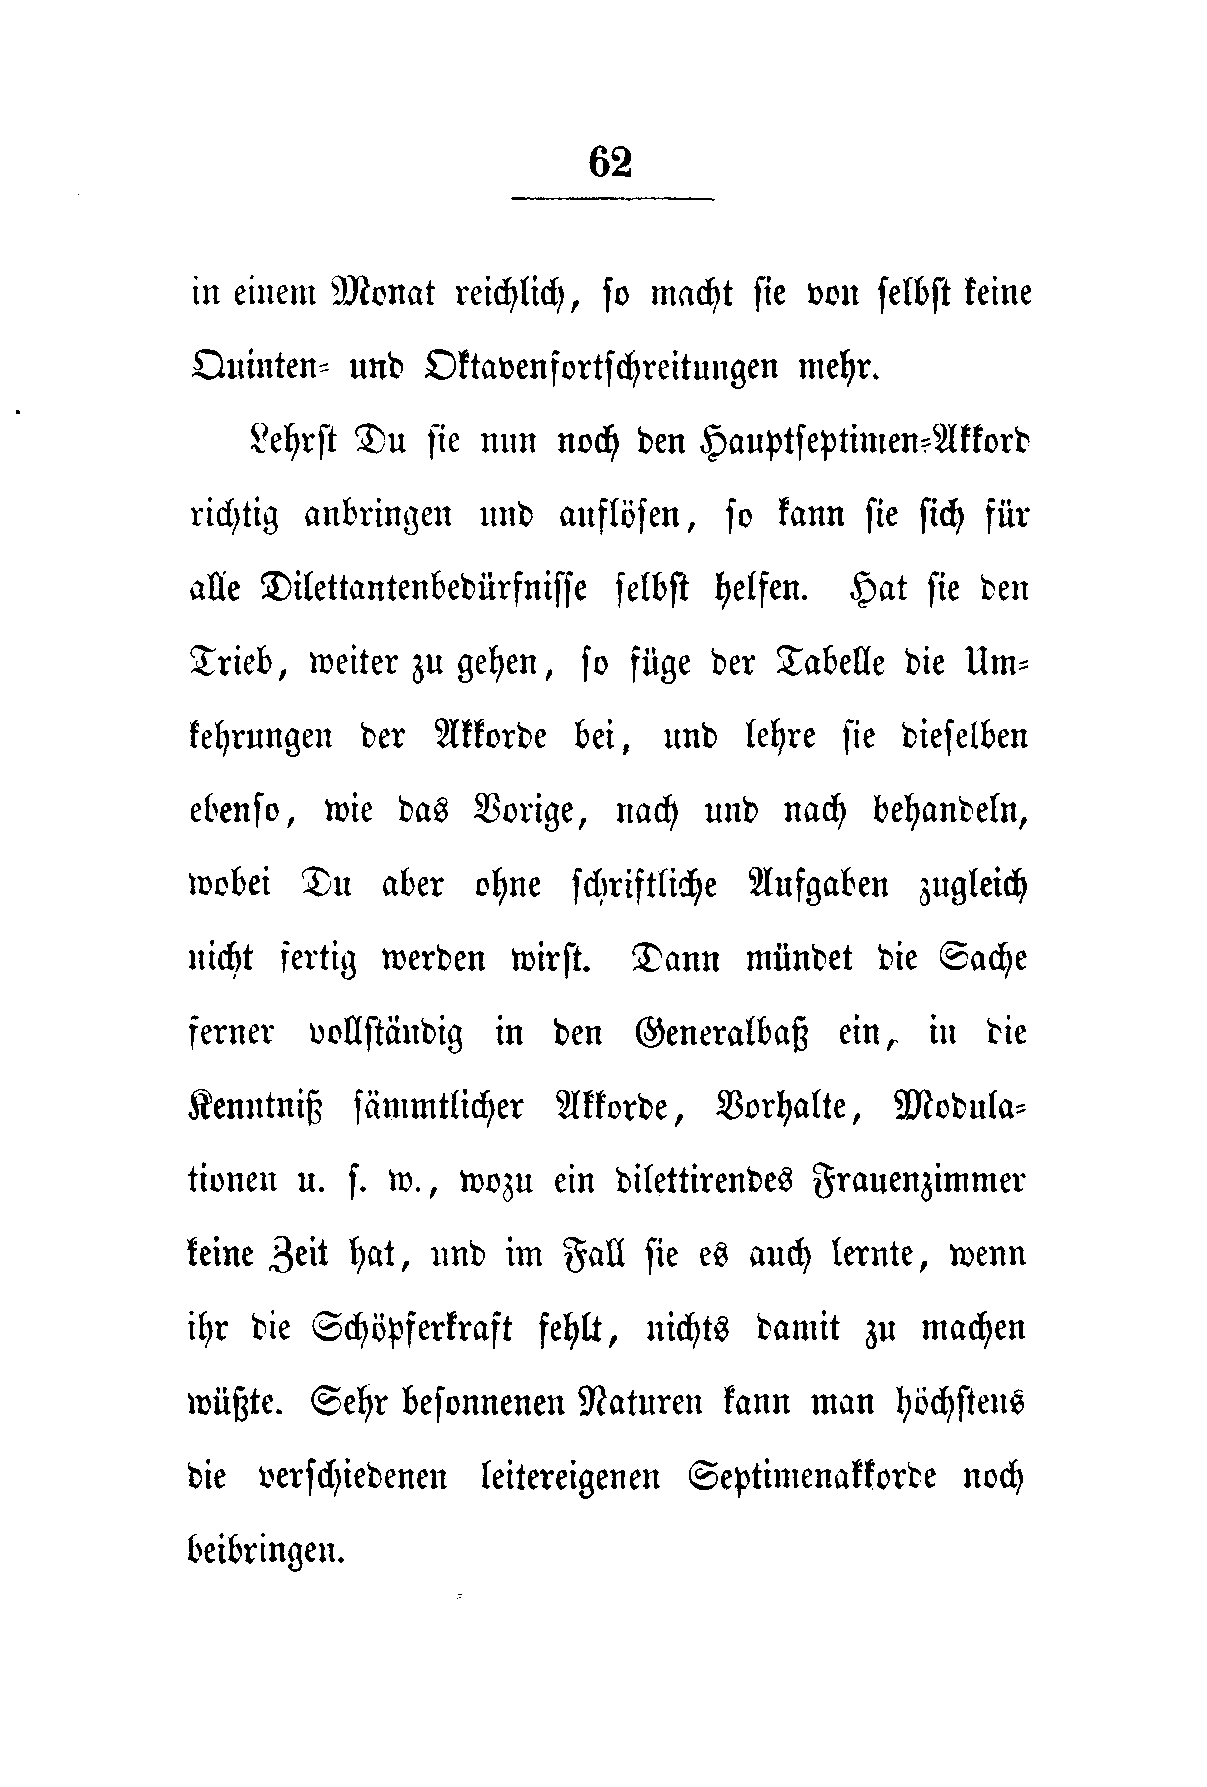 62
in einem Monat reichlich, ſo macht ſie von ſelbſt keine
Quinten⸗ und Oktavenfortſchreitungen mehr.
Lehrſt Du ſie nun noch den Hauptſeptimen⸗Akkord
richtig anbringen und auflöſen, ſo kann ſie ſich für
alle Dilettantenbedürfniſſe ſelbſt helfen. Hat ſie den
Trieb, weiter zu gehen, ſo füge der Tabelle die Um⸗
kehrungen der Akkorde bei, und lehre ſie dieſelben
ebenſo, wie das Vorige, nach und nach behandeln,
wobei Du aber ohne ſchriftliche Aufgaben zugleich
nicht fertig werden wirſt. Dann mündet die Sache
ferner vollſtändig in den Generalbaß ein, in die
Kenntniß ſämmtlicher Akkorde, Vorhalte, Modula⸗
tionen u. ſ. w., wozu ein dilettirendes Frauenzimmer
keine Zeit hat, und im Fall ſie es auch lernte, wenn
ihr die Schöpferkraft fehlt, nichts damit zu machen
wüßte. Sehr beſonnenen Naturen kann man höchſtens
die verſchiedenen leitereigenen Septimenakkorde noch
beibringen.